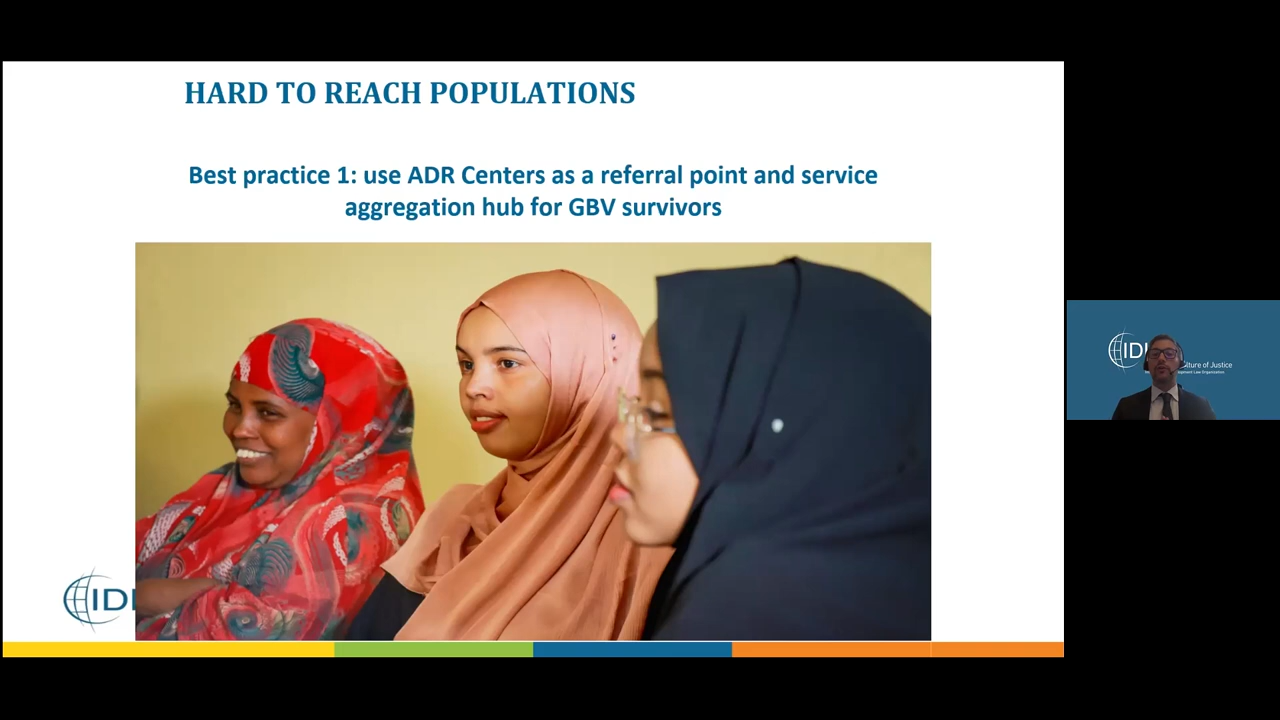 HARD TO REACH POPULATIONS
Best practice 1: use ADR Centers as a referral point and service
aggregation hub for GBV survivors